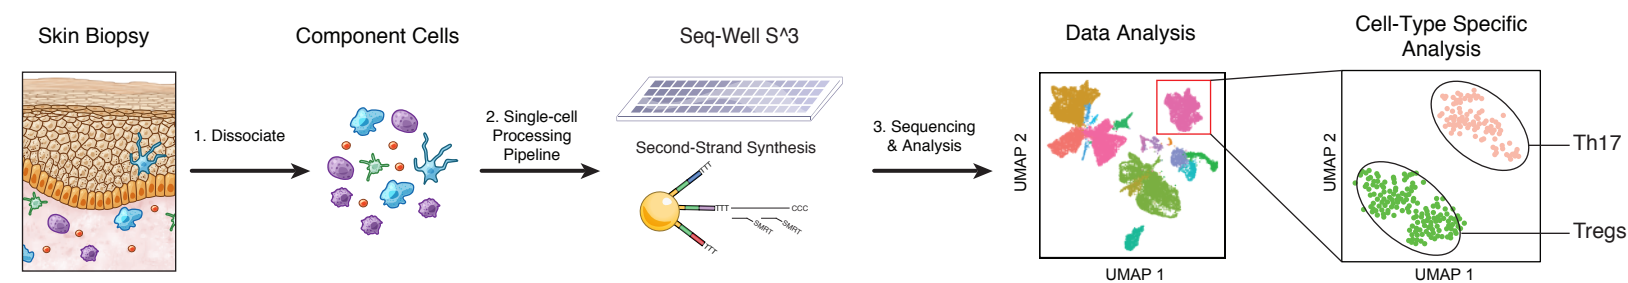 Skin Biopsy
Component Cells
Seq-Well S^3
Data Analysis
Cell-Type Specific
Analysis
1. Dissociate
2. Single-cell
Processing
Pipeline
Second-Strand Synthesis
TTT
TTT
CCC
SMRT
SMRT
TTT
3. Sequencing
& Analysis
UMAP 2
UMAP 1
UMAP 2
UMAP 1
Th17
Tregs